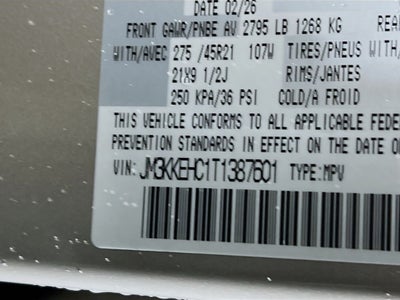 DATE 02/26
FRONT GAWR/PNBE AV 2795 LB 1268 KG REA
WITH/AVEC 275 /45R21 107W TIRES/PNEUS WITH/
21X9 1/2J RIMS/JANTES
250 KPA/36 PSI COLD/A FROID
THIS VEHICLE CONFORMS TO ALL APPLICABLE FEDE
PREVENTION STANDARDS IN EFFECT ON THE DATE O
VIN: JM3KKEHC1T1387601 TYPE: MPV